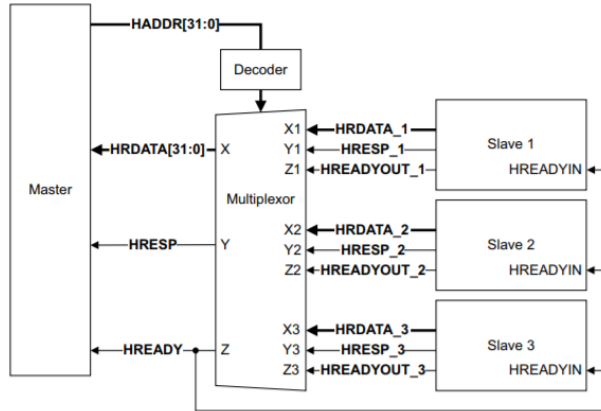 HADDR[31:0]
Decoder
Master
HRDATA[31:0]
HRESP
HREADY
X
Y
Z
Multiplexor
X1
Y1
Z1
X2
Y2
Z2
X3
Y3
Z3
HRDATA_1
HRESP_1
HREADYOUT_1
HRDATA_2
HRESP_2
HREADYOUT_2
HRDATA_3
HRESP_3
HREADYOUT_3
Slave 1
HREADYIN
Slave 2
HREADYIN
Slave 3
HREADYIN